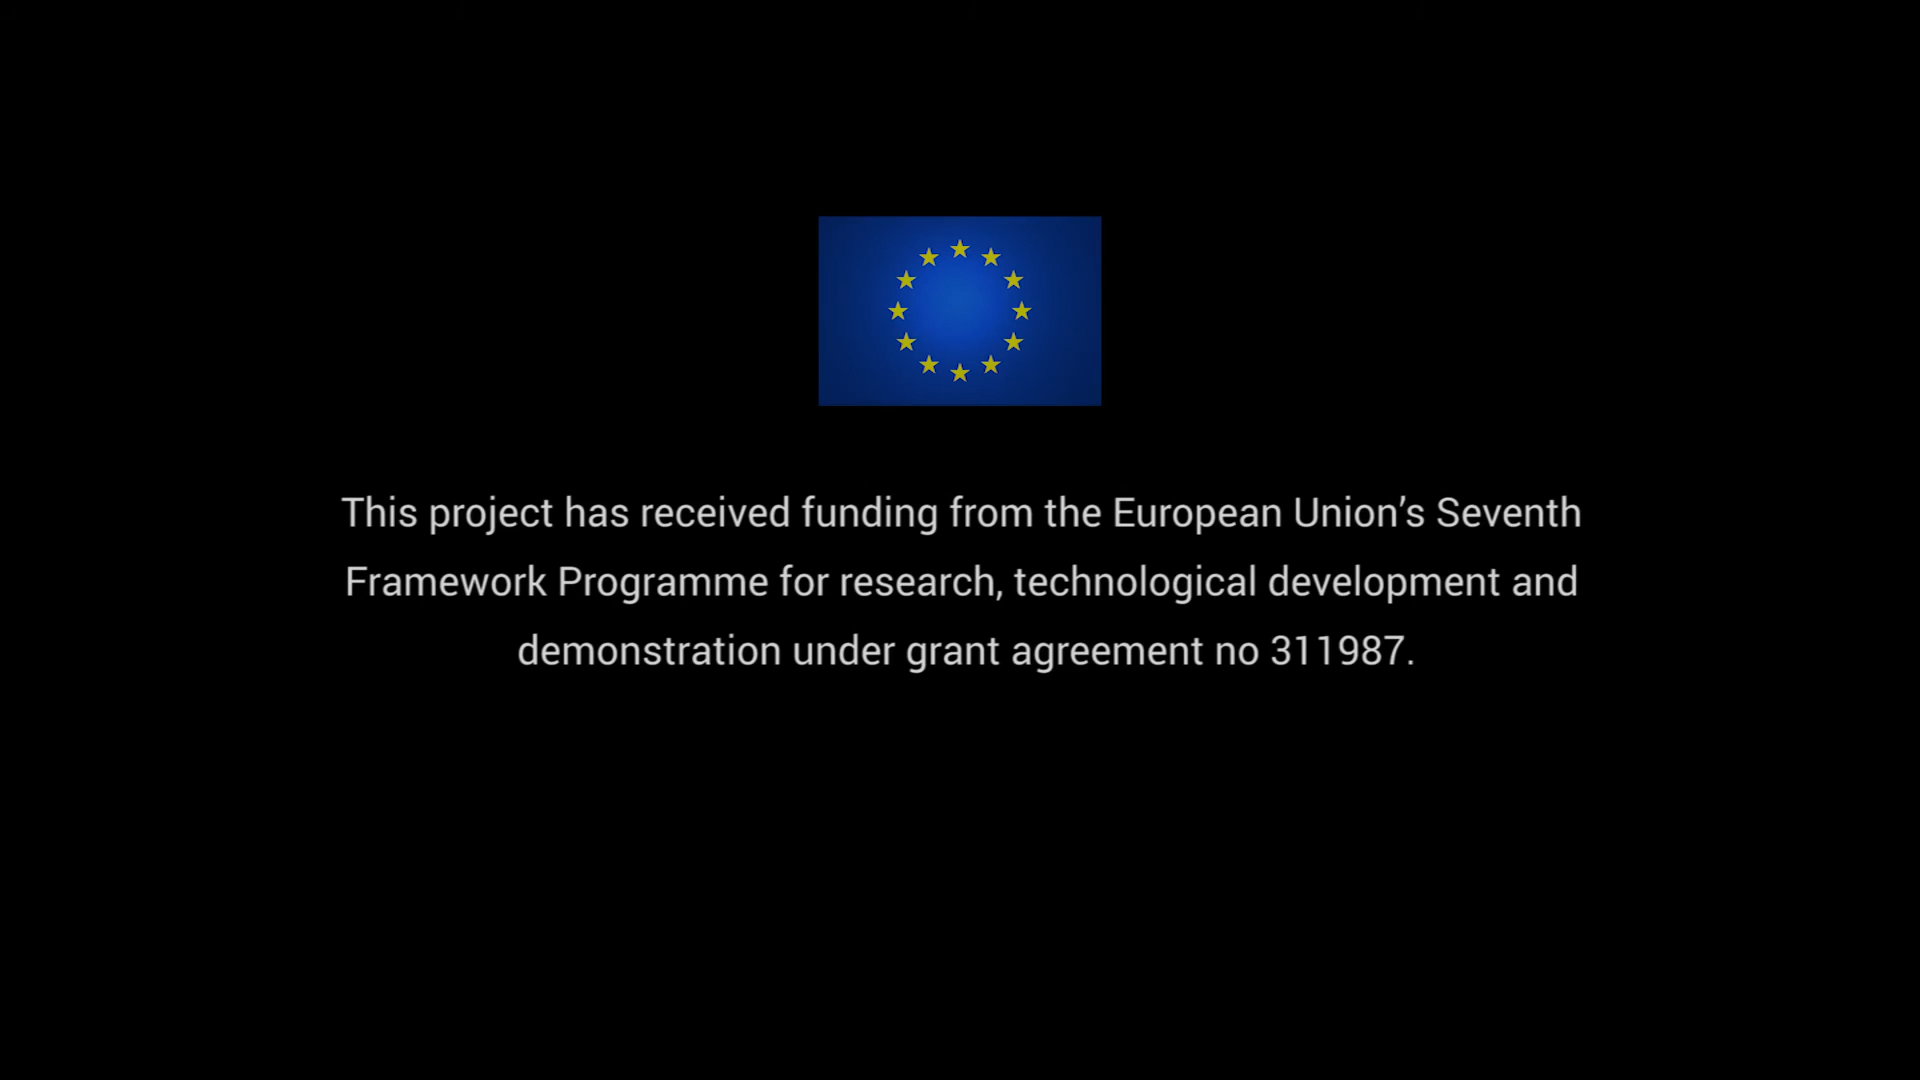 This project has received funding from the European Union’s Seventh
Framework Programme for research, technological development and
demonstration under grant agreement no 311987.